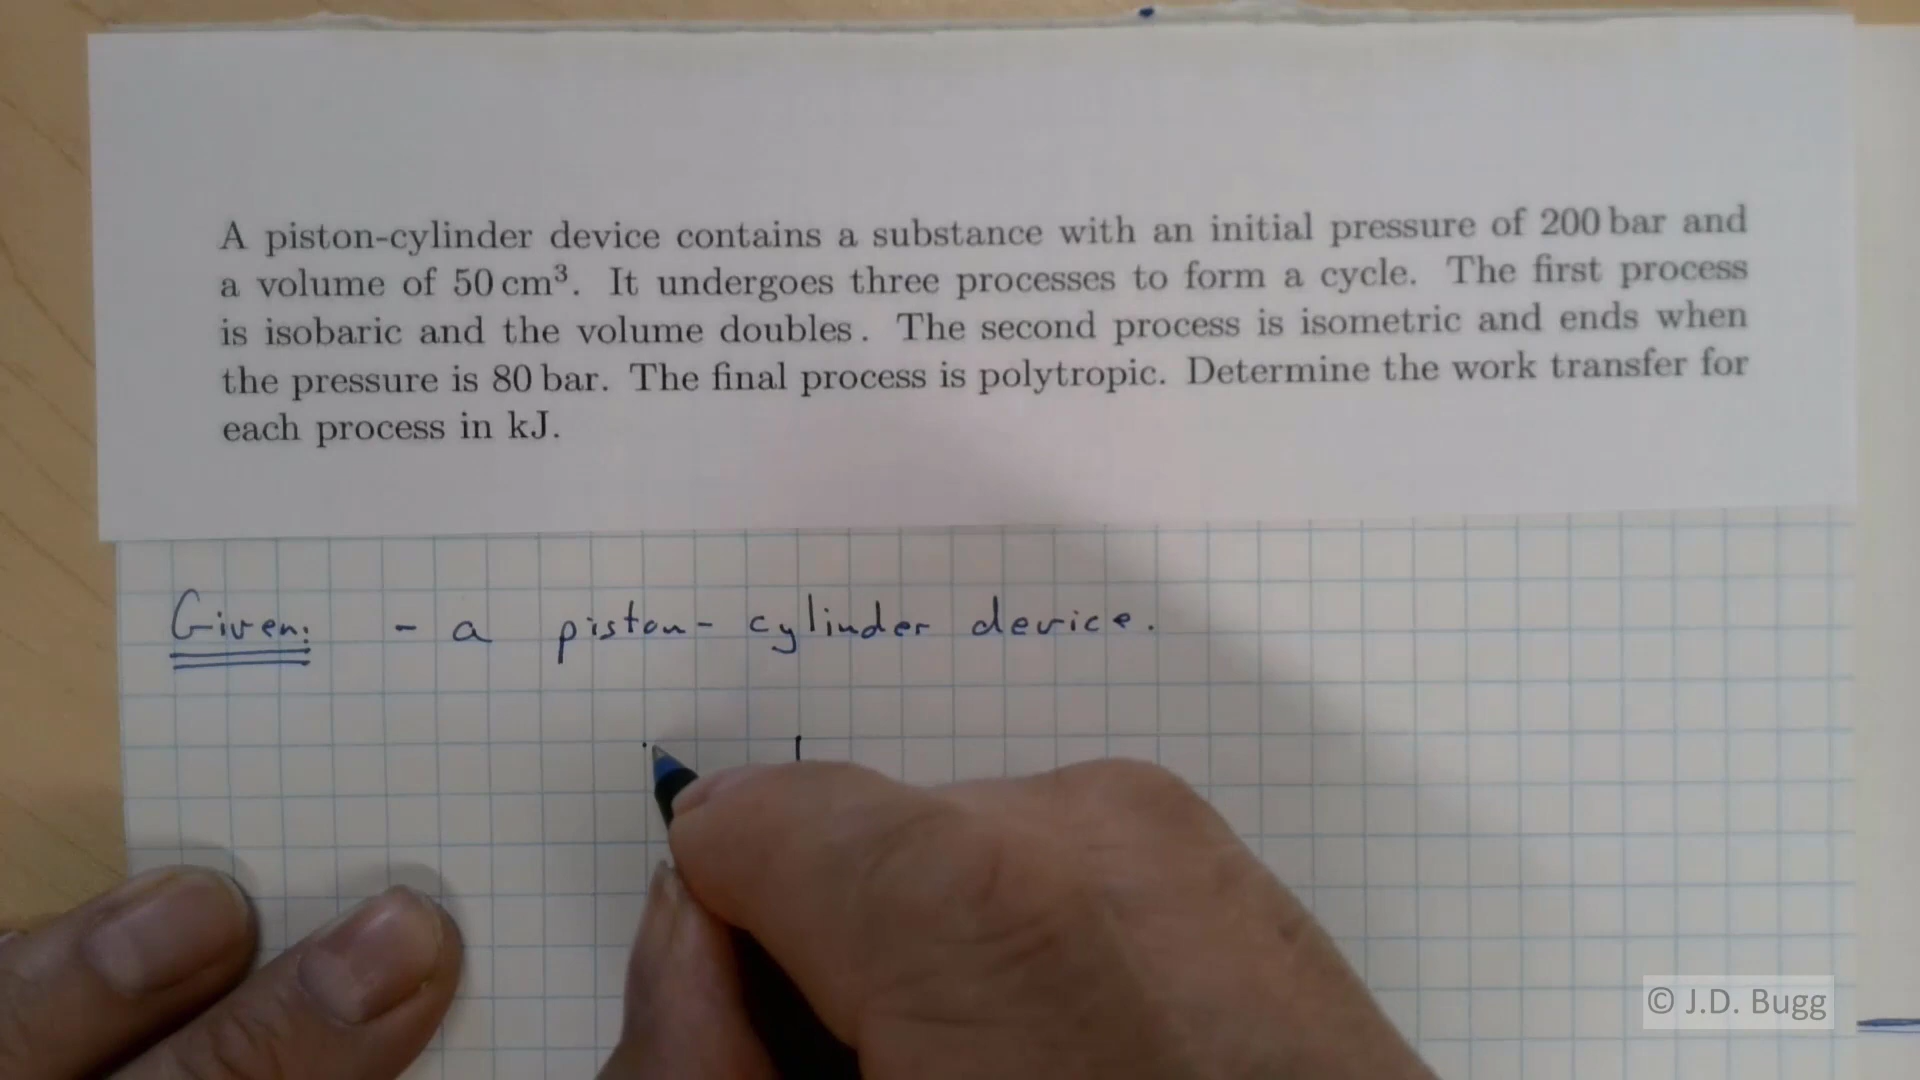 A piston-cylinder device contains a substance with an initial pressure of 200 bar and
a volume of 50 cm³. It undergoes three processes to form a cycle. The first process
is isobaric and the volume doubles. The second process is isometric and ends when
the pressure is 80 bar. The final process is polytropic. Determine the work transfer for
each process in kJ.
Given: - a piston-cylinder device.
© J.D. Bugg